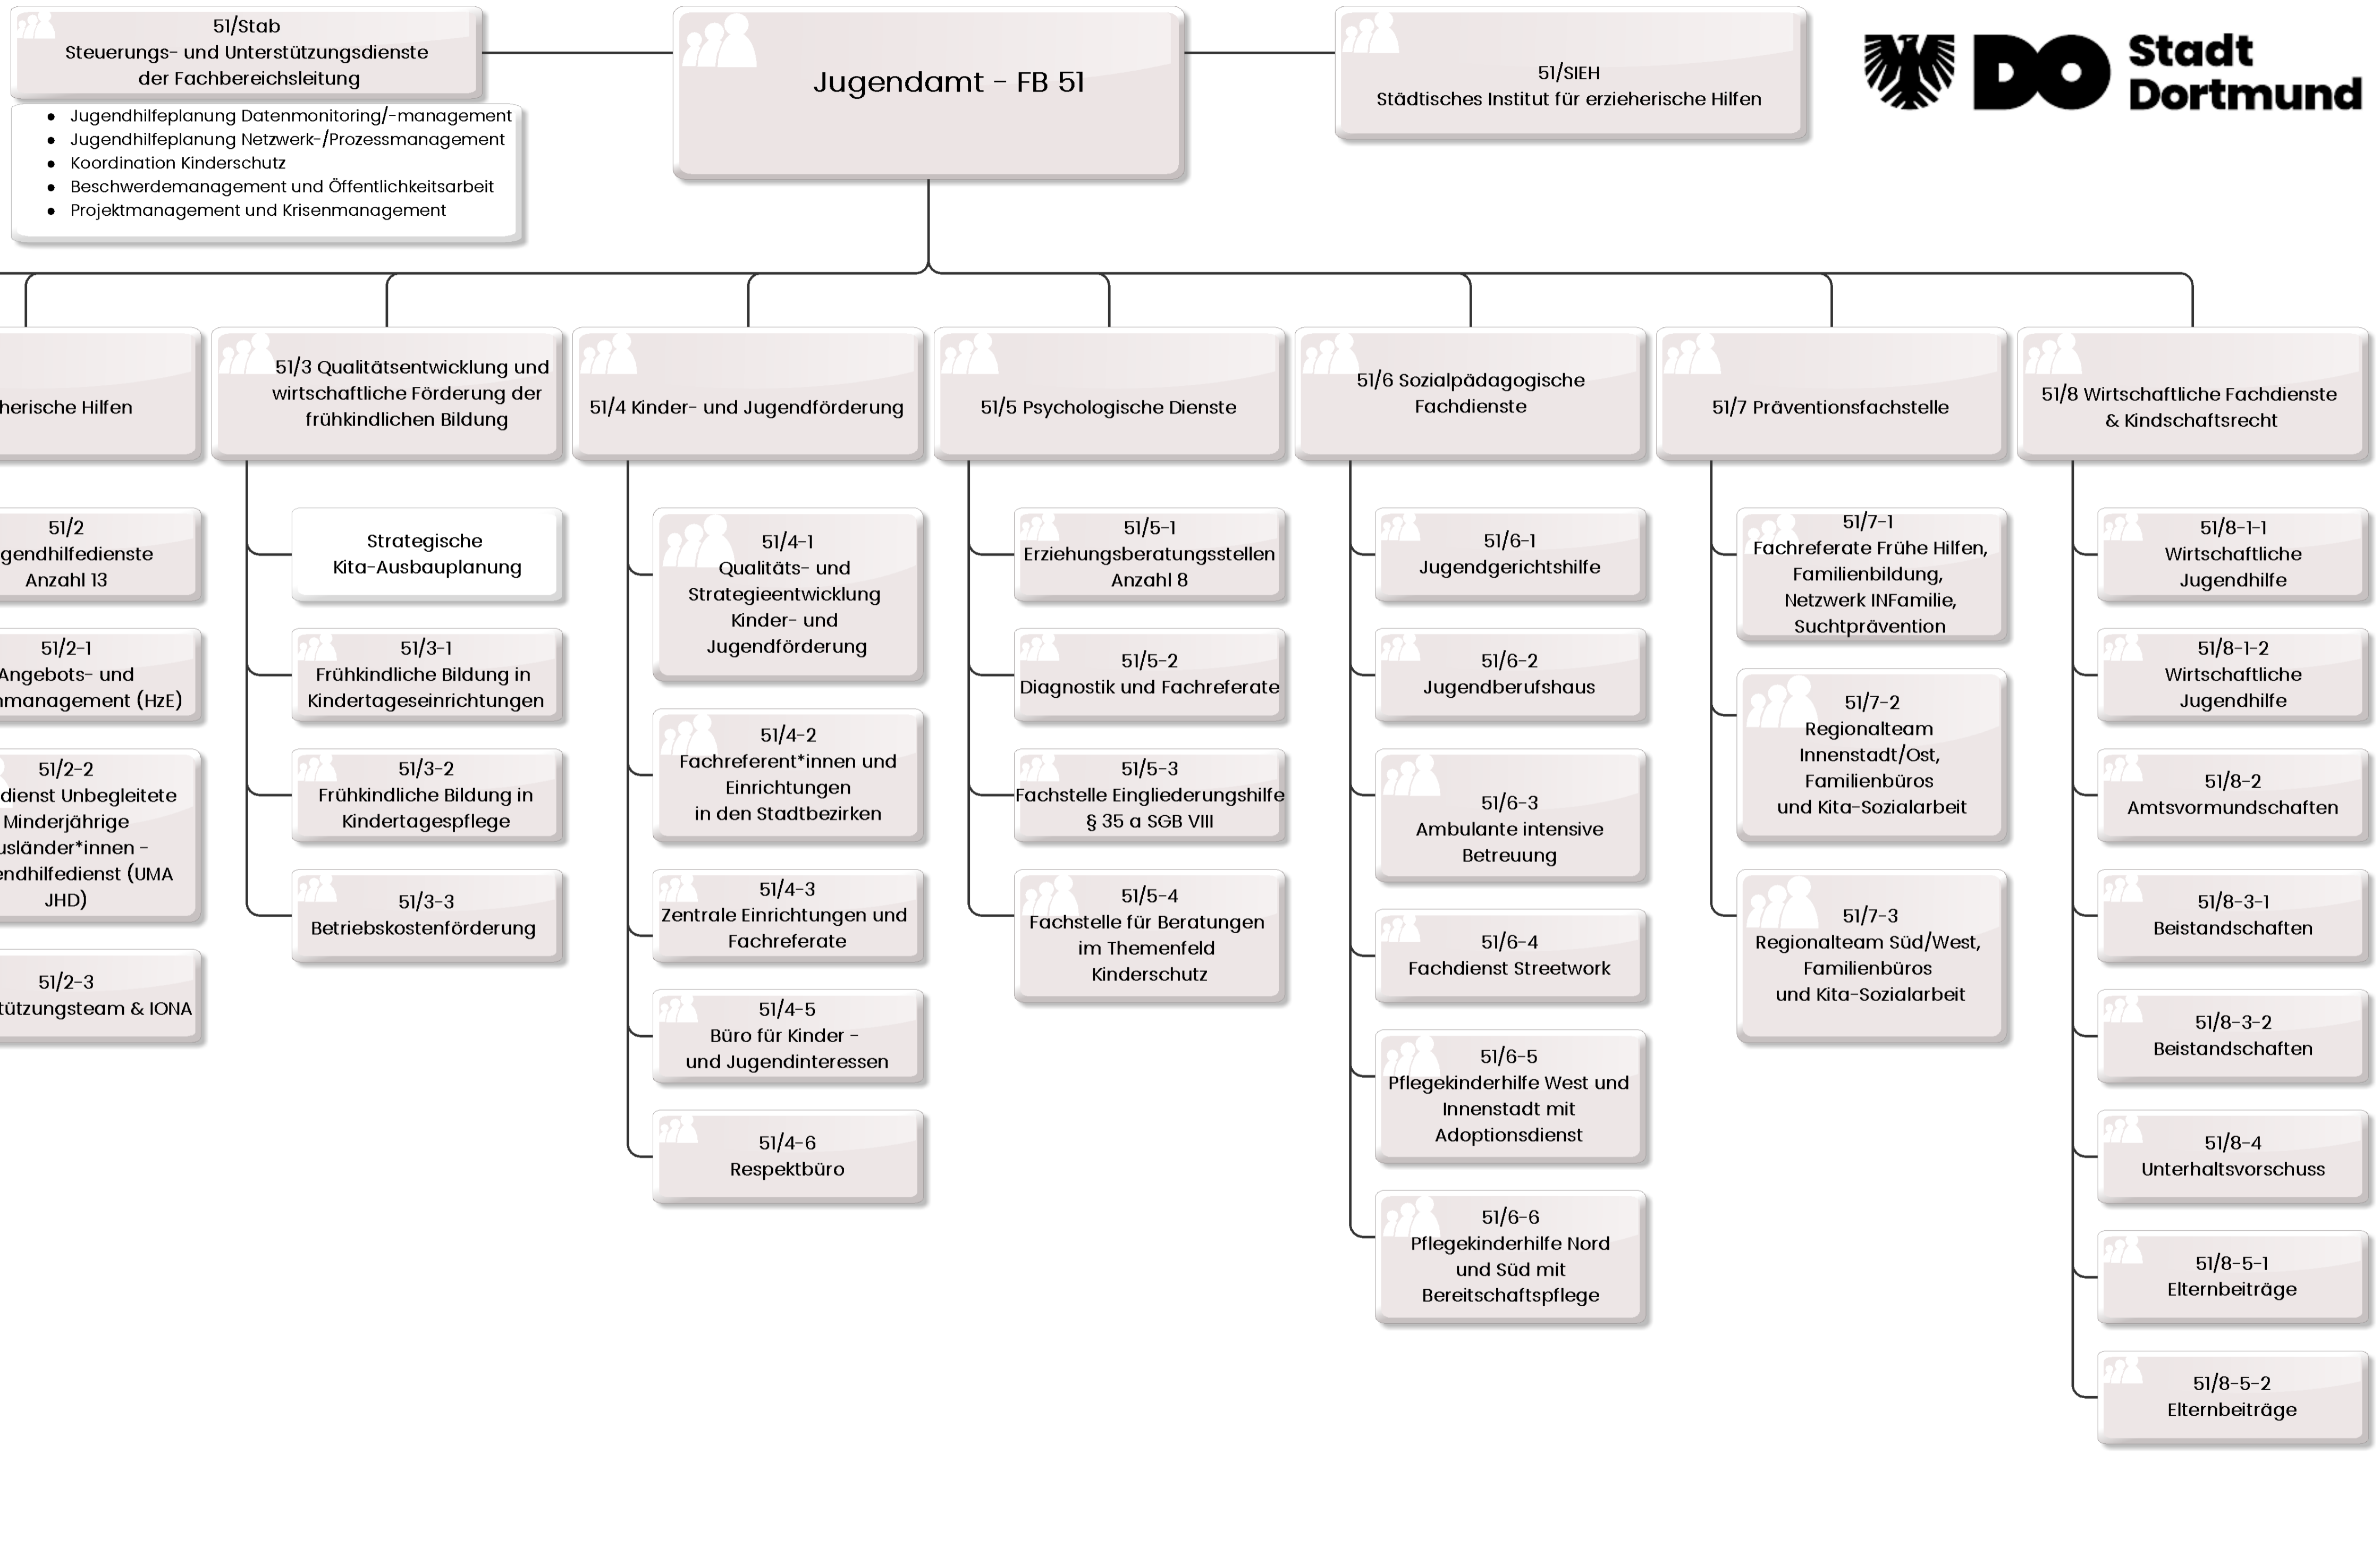 51/Stab
Steuerungs- und Unterstützungsdienste
der Fachbereichsleitung
• Jugendhilfeplanung Datenmonitoring/-management
• Jugendhilfeplanung Netzwerk-/Prozessmanagement
• Koordination Kinderschutz
• Beschwerdemanagement und Öffentlichkeitsarbeit
• Projektmanagement und Krisenmanagement
Jugendamt - FB 51
51/SIEH
Städtisches Institut für erzieherische Hilfen
DO
Stadt
Dortmund
herische Hilfen
51/2
gendhilfedienste
Anzahl 13
51/2-1
Angebots- und
management (HzE)
51/2-2
dienst Unbegleitete
Minderjährige
usländer*innen -
endhilfedienst (UMA
JHD)
51/2-3
tützungsteam & IONA
51/3 Qualitätsentwicklung und
wirtschaftliche Förderung der
frühkindlichen Bildung
Strategische
Kita-Ausbauplanung
51/3-1
Frühkindliche Bildung in
Kindertageseinrichtungen
51/3-2
Frühkindliche Bildung in
Kindertagespflege
51/3-3
Betriebskostenförderung
51/4 Kinder- und Jugendförderung
51/4-1
Qualitäts- und
Strategieentwicklung
Kinder- und
Jugendförderung
51/4-2
Fachreferent*innen und
Einrichtungen
in den Stadtbezirken
51/4-3
Zentrale Einrichtungen und
Fachreferate
51/4-5
Büro für Kinder -
und Jugendinteressen
51/4-6
Respektbüro
51/5 Psychologische Dienste
51/5-1
Erziehungsberatungsstellen
Anzahl 8
51/5-2
Diagnostik und Fachreferate
51/5-3
Fachstelle Eingliederungshilfe
§ 35 a SGB VIII
51/5-4
Fachstelle für Beratungen
im Themenfeld
Kinderschutz
51/6 Sozialpädagogische
Fachdienste
51/6-1
Jugendgerichtshilfe
51/6-2
Jugendberufshaus
51/6-3
Ambulante intensive
Betreuung
51/6-4
Fachdienst Streetwork
51/6-5
Pflegekinderhilfe West und
Innenstadt mit
Adoptionsdienst
51/6-6
Pflegekinderhilfe Nord
und Süd mit
Bereitschaftspflege
51/7 Präventionsfachstelle
51/7-1
Fachreferate Frühe Hilfen,
Familienbildung,
Netzwerk INFamilie,
Suchtprävention
51/7-2
Regionalteam
Innenstadt/Ost,
Familienbüros
und Kita-Sozialarbeit
51/7-3
Regionalteam Süd/West,
Familienbüros
und Kita-Sozialarbeit
51/8 Wirtschaftliche Fachdienste
& Kindschaftsrecht
51/8-1-1
Wirtschaftliche
Jugendhilfe
51/8-1-2
Wirtschaftliche
Jugendhilfe
51/8-2
Amtsvormundschaften
51/8-3-1
Beistandschaften
51/8-3-2
Beistandschaften
51/8-4
Unterhaltsvorschuss
51/8-5-1
Elternbeiträge
51/8-5-2
Elternbeiträge